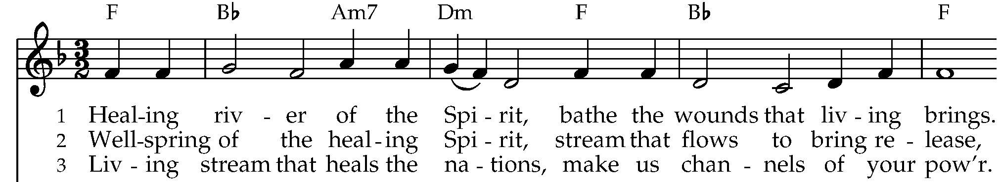 F B♭ Am7 Dm F B♭ F
3
2
1 Heal-ing riv - er of the Spi - rit, bathe the wounds that liv - ing brings.
2 Well-spring of the heal-ing Spi - rit, stream that flows to bring re - lease,
3 Liv - ing stream that heals the na - tions, make us chan - nels of your pow’r.